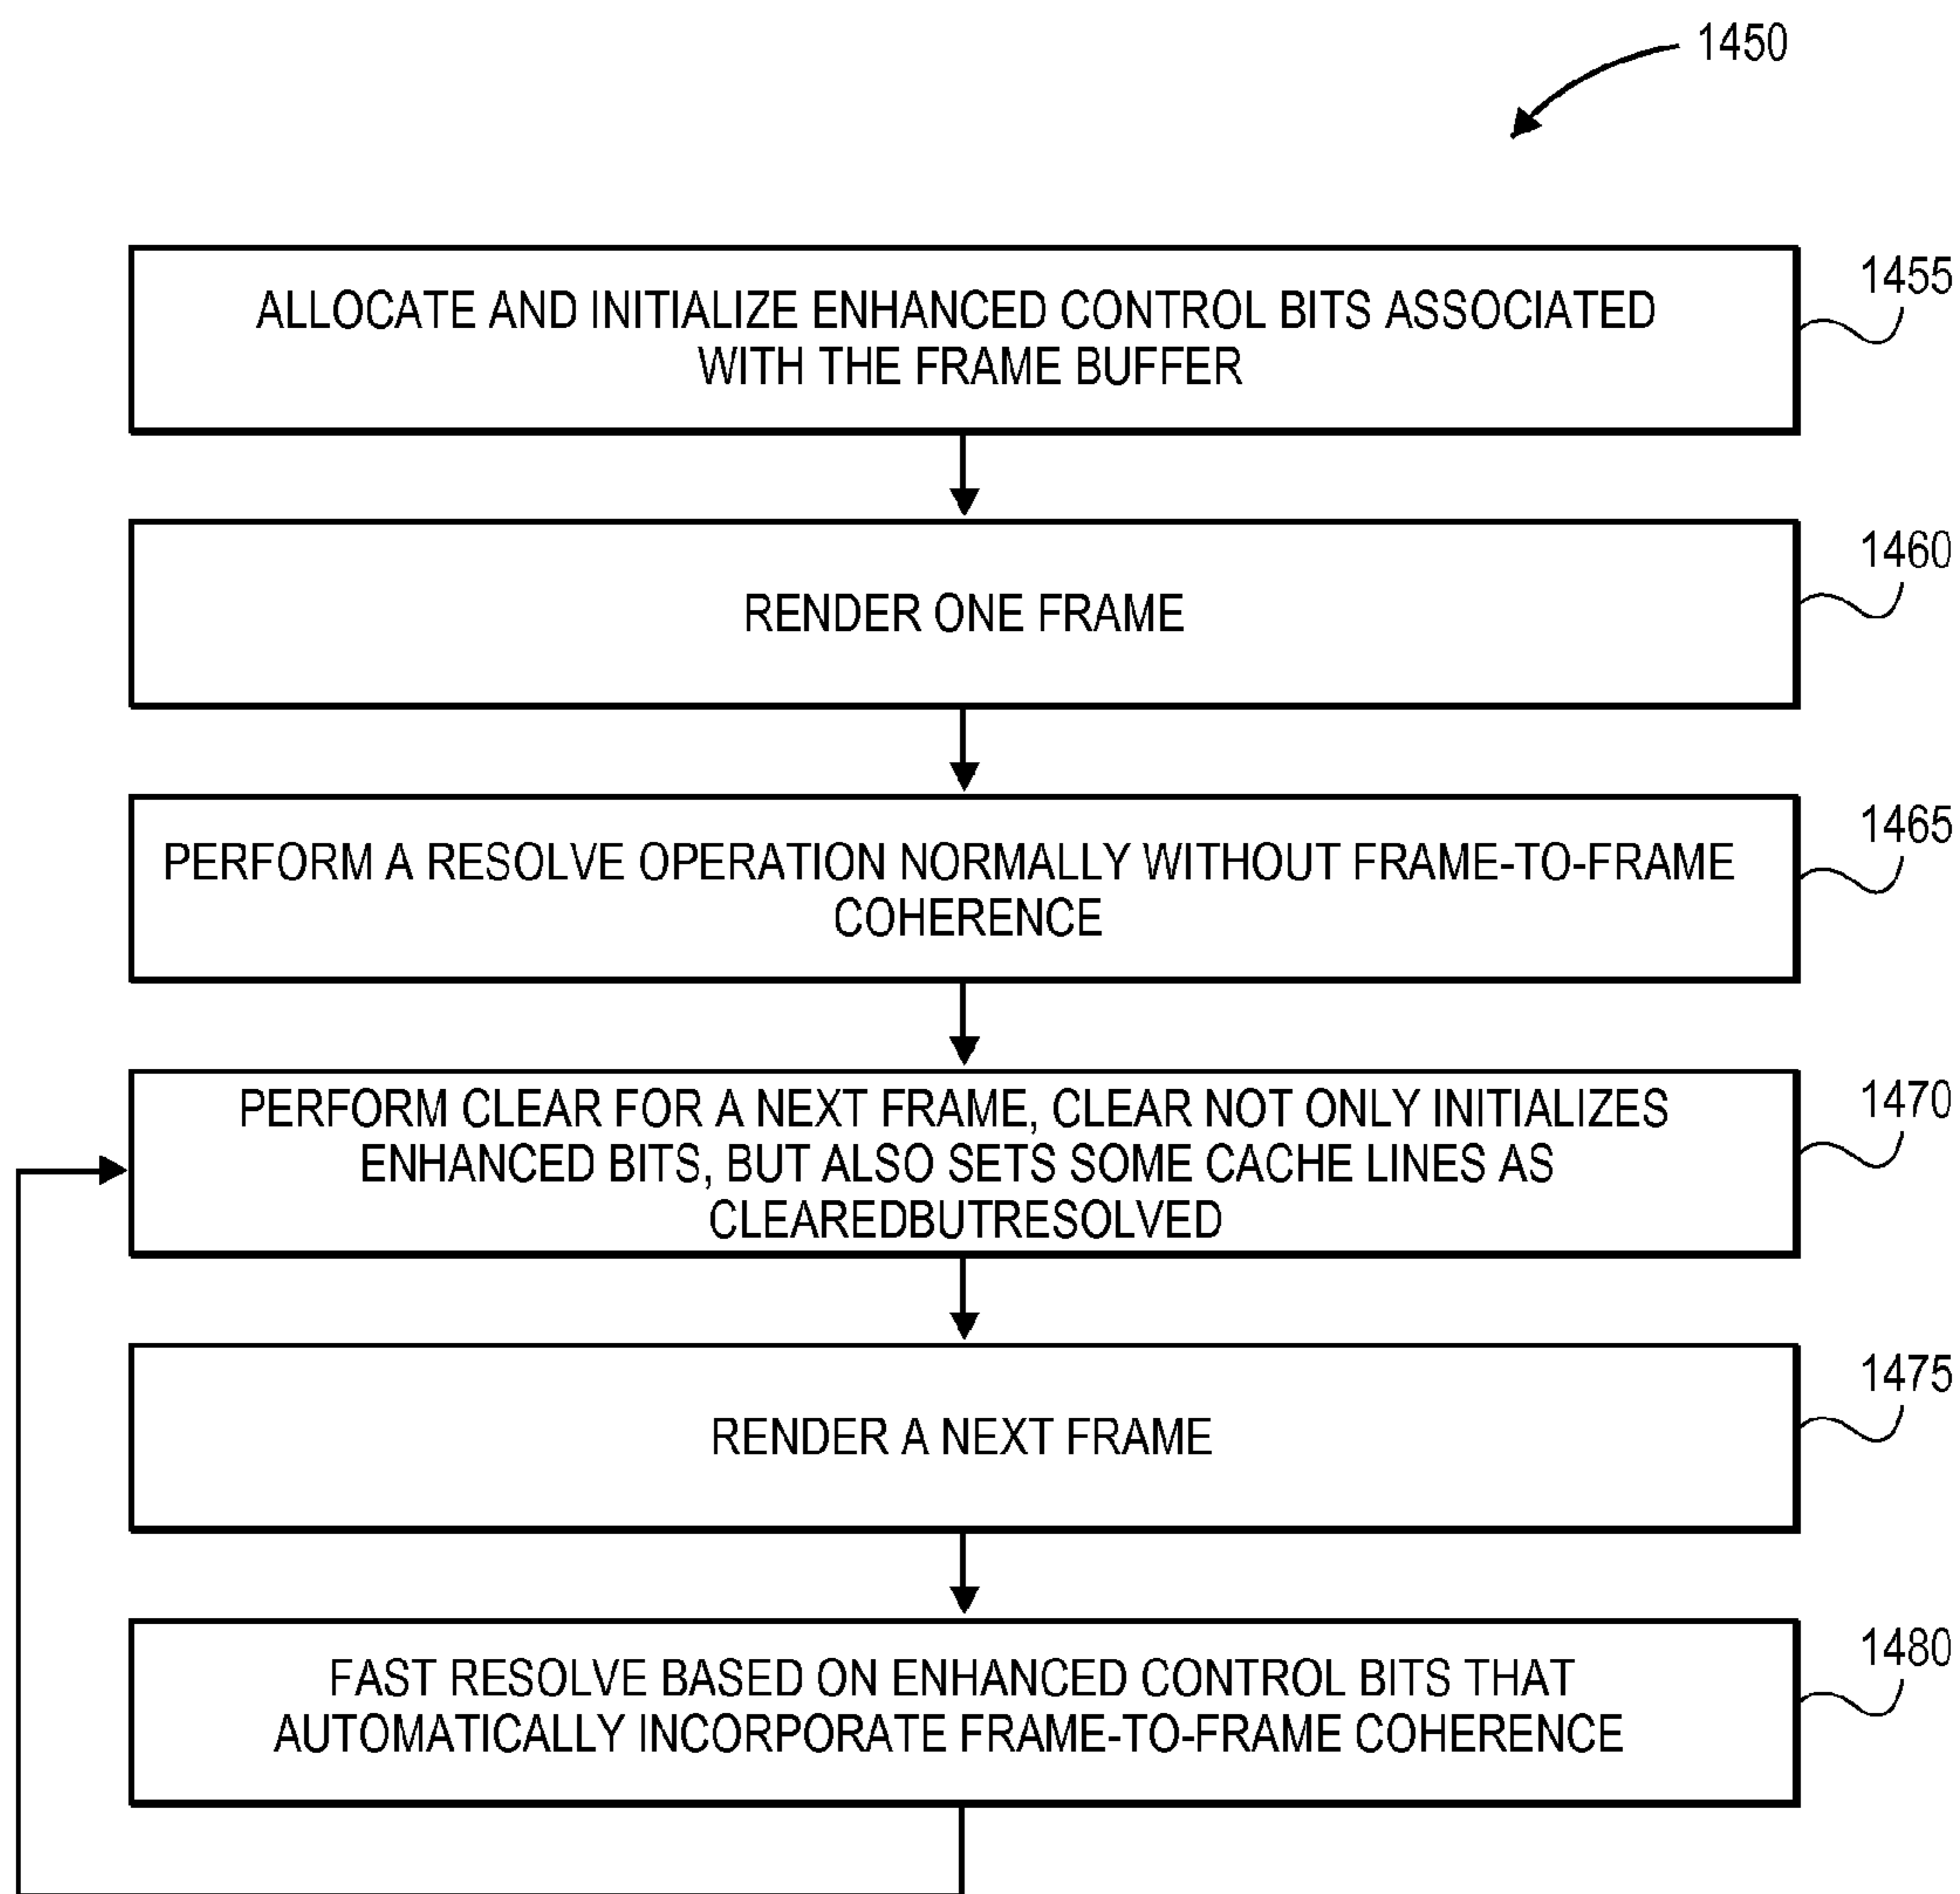 1450
ALLOCATE AND INITIALIZE ENHANCED CONTROL BITS ASSOCIATED
WITH THE FRAME BUFFER
1455
RENDER ONE FRAME
1460
PERFORM A RESOLVE OPERATION NORMALLY WITHOUT FRAME-TO-FRAME
COHERENCE
1465
PERFORM CLEAR FOR A NEXT FRAME, CLEAR NOT ONLY INITIALIZES
ENHANCED BITS, BUT ALSO SETS SOME CACHE LINES AS
CLEAREDBUTRESOLVED
1470
RENDER A NEXT FRAME
1475
FAST RESOLVE BASED ON ENHANCED CONTROL BITS THAT
AUTOMATICALLY INCORPORATE FRAME-TO-FRAME COHERENCE
1480